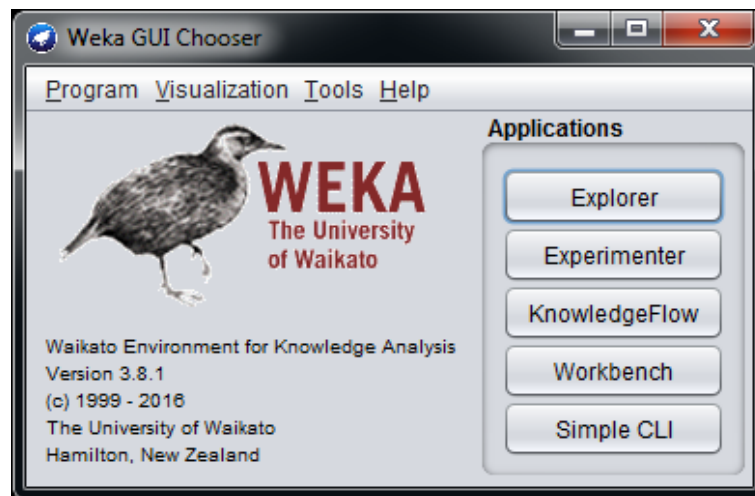 Weka GUI Chooser
Program Visualization Tools Help
WEKA
The University
of Waikato
Waikato Environment for Knowledge Analysis
Version 3.8.1
(c) 1999 - 2016
The University of Waikato
Hamilton, New Zealand
Applications
Explorer
Experimenter
KnowledgeFlow
Workbench
Simple CLI